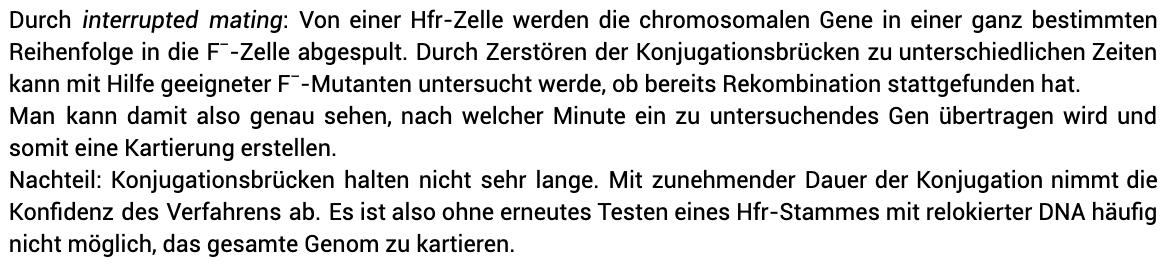 Durch interrupted mating: Von einer Hfr-Zelle werden die chromosomalen Gene in einer ganz bestimmten
Reihenfolge in die F⁻-Zelle abgespult. Durch Zerstören der Konjugationsbrücken zu unterschiedlichen Zeiten
kann mit Hilfe geeigneter F⁻-Mutanten untersucht werde, ob bereits Rekombination stattgefunden hat.
Man kann damit also genau sehen, nach welcher Minute ein zu untersuchendes Gen übertragen wird und
somit eine Kartierung erstellen.
Nachteil: Konjugationsbrücken halten nicht sehr lange. Mit zunehmender Dauer der Konjugation nimmt die
Konfidenz des Verfahrens ab. Es ist also ohne erneutes Testen eines Hfr-Stammes mit relokierter DNA häufig
nicht möglich, das gesamte Genom zu kartieren.